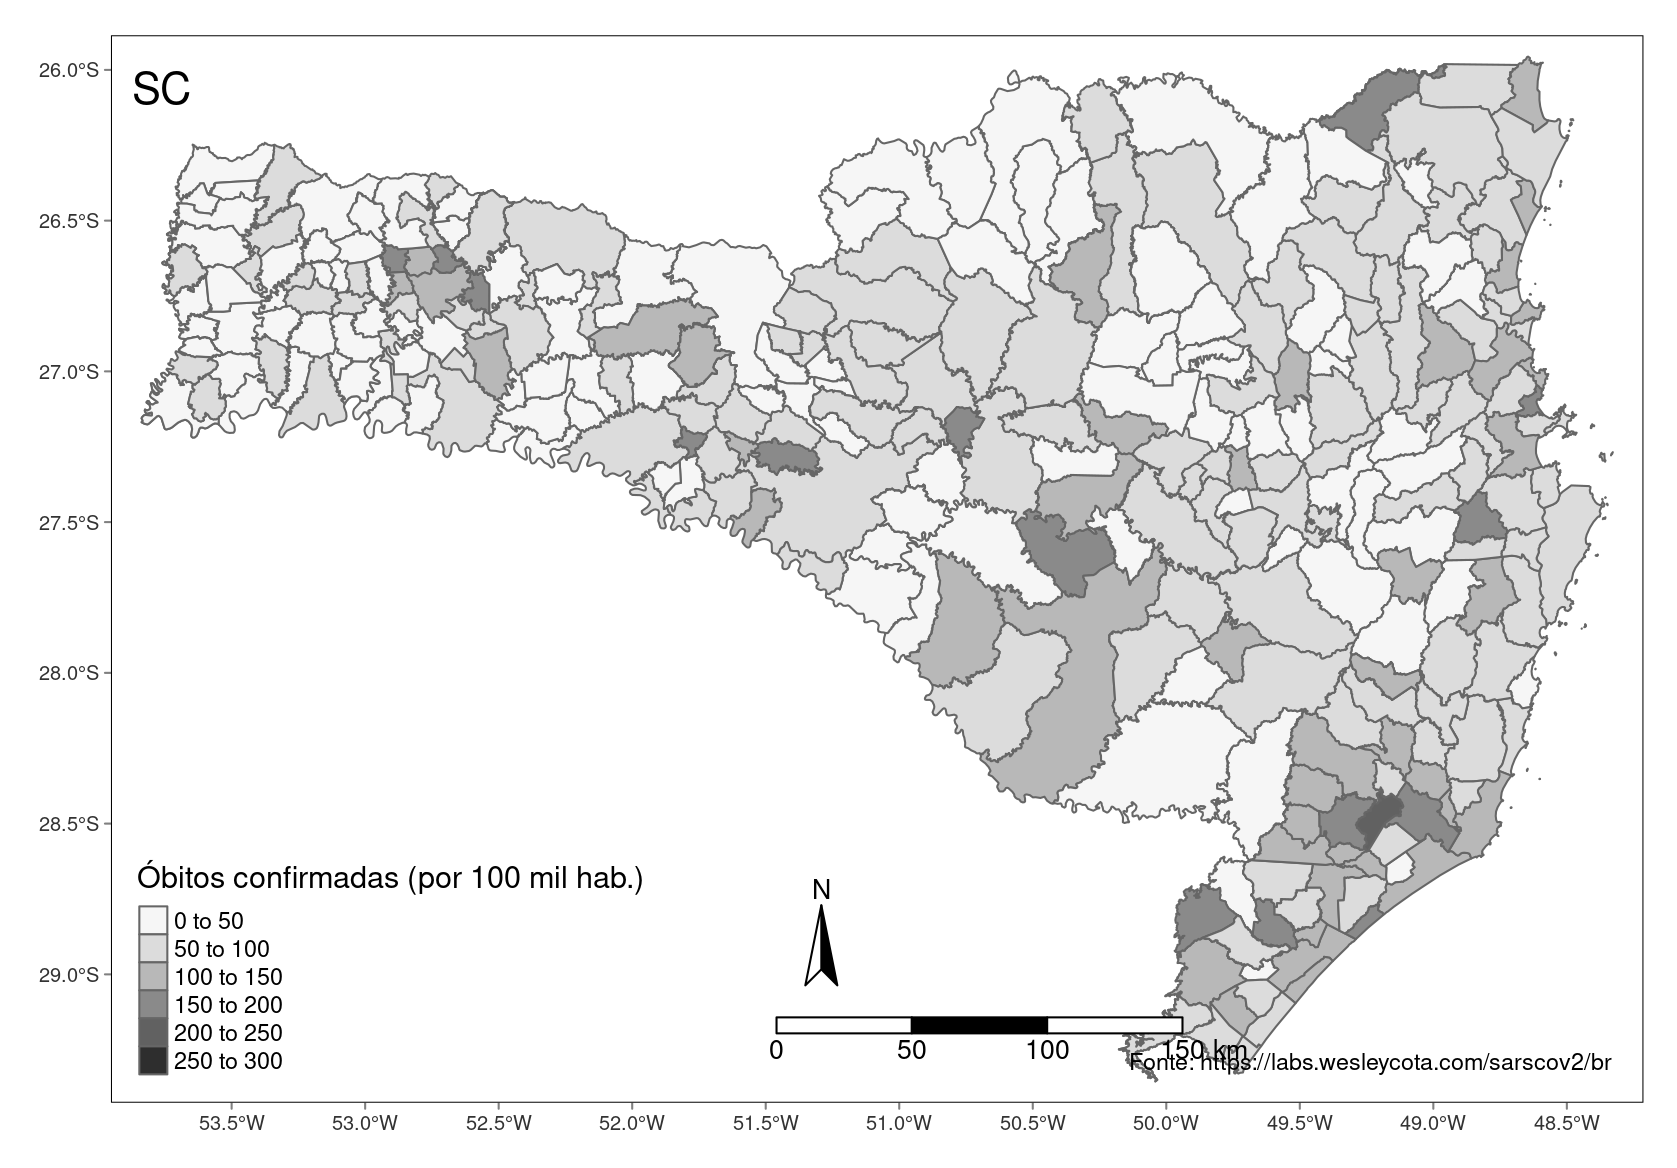 SC
26.0°S
26.5°S
27.0°S
27.5°S
28.0°S
28.5°S
29.0°S
Óbitos confirmadas (por 100 mil hab.)
0 to 50
50 to 100
100 to 150
150 to 200
200 to 250
250 to 300
N
0 50 100 150 km
Fonte: https://labs.wesleycota.com/sarscov2/br
53.5°W 53.0°W 52.5°W 52.0°W 51.5°W 51.0°W 50.5°W 50.0°W 49.5°W 49.0°W 48.5°W